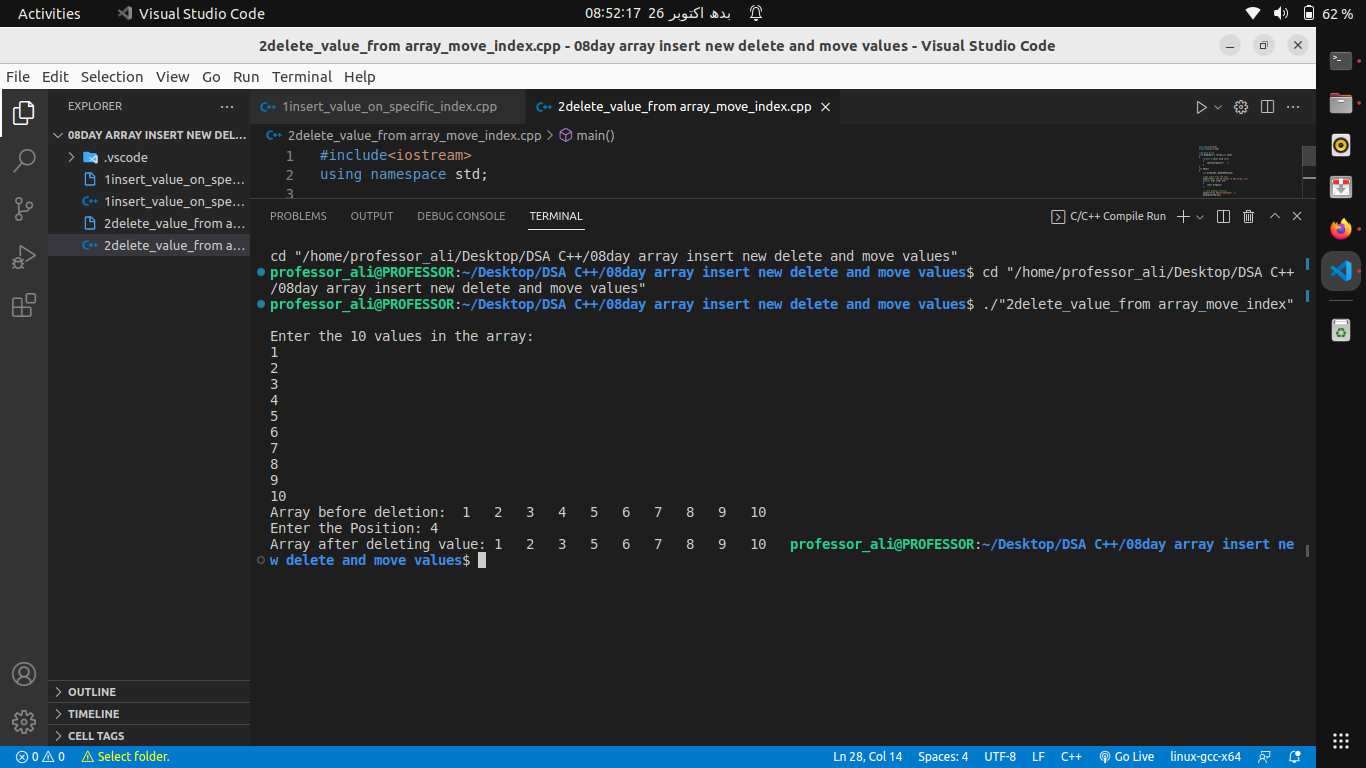 Activities
Visual Studio Code
08:52:17 26 بدھ اکتوبر
62 %
2delete_value_from array_move_index.cpp - 08day array insert new delete and move values - Visual Studio Code
File Edit Selection View Go Run Terminal Help
EXPLORER
08DAY ARRAY INSERT NEW DEL...
.vscode
1insert_value_on_spe...
1insert_value_on_spe...
2delete_value_from a...
2delete_value_from a...
OUTLINE
TIMELINE
CELL TAGS
1insert_value_on_specific_index.cpp
2delete_value_from array_move_index.cpp
2delete_value_from array_move_index.cpp > main()
1 #include<iostream>
2 using namespace std;
3
PROBLEMS OUTPUT DEBUG CONSOLE TERMINAL
C/C++ Compile Run
cd "/home/professor_ali/Desktop/DSA C++/08day array insert new delete and move values"
professor_ali@PROFESSOR:~/Desktop/DSA C++/08day array insert new delete and move values$ cd "/home/professor_ali/Desktop/DSA C++
/08day array insert new delete and move values"
professor_ali@PROFESSOR:~/Desktop/DSA C++/08day array insert new delete and move values$ ./"2delete_value_from array_move_index"
Enter the 10 values in the array:
1
2
3
4
5
6
7
8
9
10
Array before deletion: 1 2 3 4 5 6 7 8 9 10
Enter the Position: 4
Array after deleting value: 1 2 3 5 6 7 8 9 10 professor_ali@PROFESSOR:~/Desktop/DSA C++/08day array insert ne
w delete and move values$
0 0 Select folder.
Ln 28, Col 14 Spaces: 4 UTF-8 LF C++ Go Live linux-gcc-x64